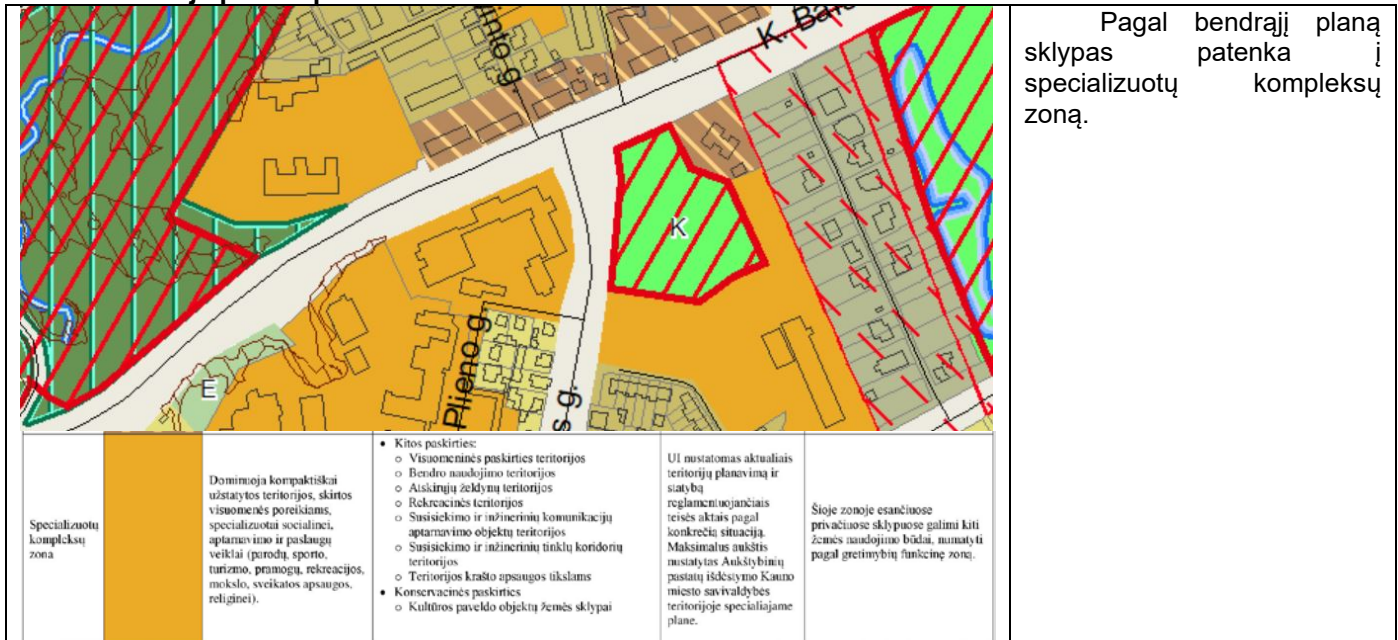 into g.
K. Bar
K
Plieno g.
s g.
E
Pagal bendrąjį planą
sklypas patenka į
specializuotų kompleksų
zoną.
Specializuotų
kompleksų
zona
Dominuoja kompaktiškai
užstatytos teritorijos, skirtos
visuomenės poreikiams,
specializuotai socialinei,
aptarnavimo ir paslaugų
veiklai (parodų, sporto,
turizmo, pramogų, rekreacijos,
mokslo, sveikatos apsaugos,
religinei).
• Kitos paskirties:
o Visuomeninės paskirties teritorijos
o Bendro naudojimo teritorijos
o Atskirųjų želdynų teritorijos
o Rekreacinės teritorijos
o Susisiekimo ir inžinerinių komunikacijų
aptarnavimo objektų teritorijos
o Susisiekimo ir inžinerinių tinklų koridorių
teritorijos
o Teritorijos krašto apsaugos tikslams
• Konservacinės paskirties
o Kultūros paveldo objektų žemės sklypai
UI nustatomas aktualiais
teritorijų planavimą ir
statybą
reglamentuojančiais
teisės aktais pagal
konkrečią situaciją.
Maksimalus aukštis
nustatytas Aukštybinių
pastatų išdėstymo Kauno
miesto savivaldybės
teritorijoje specialiajame
plane.
Šioje zonoje esančiuose
privačiuose sklypuose galimi kiti
žemės naudojimo būdai, numatyti
pagal gretimybių funkcinę zoną.